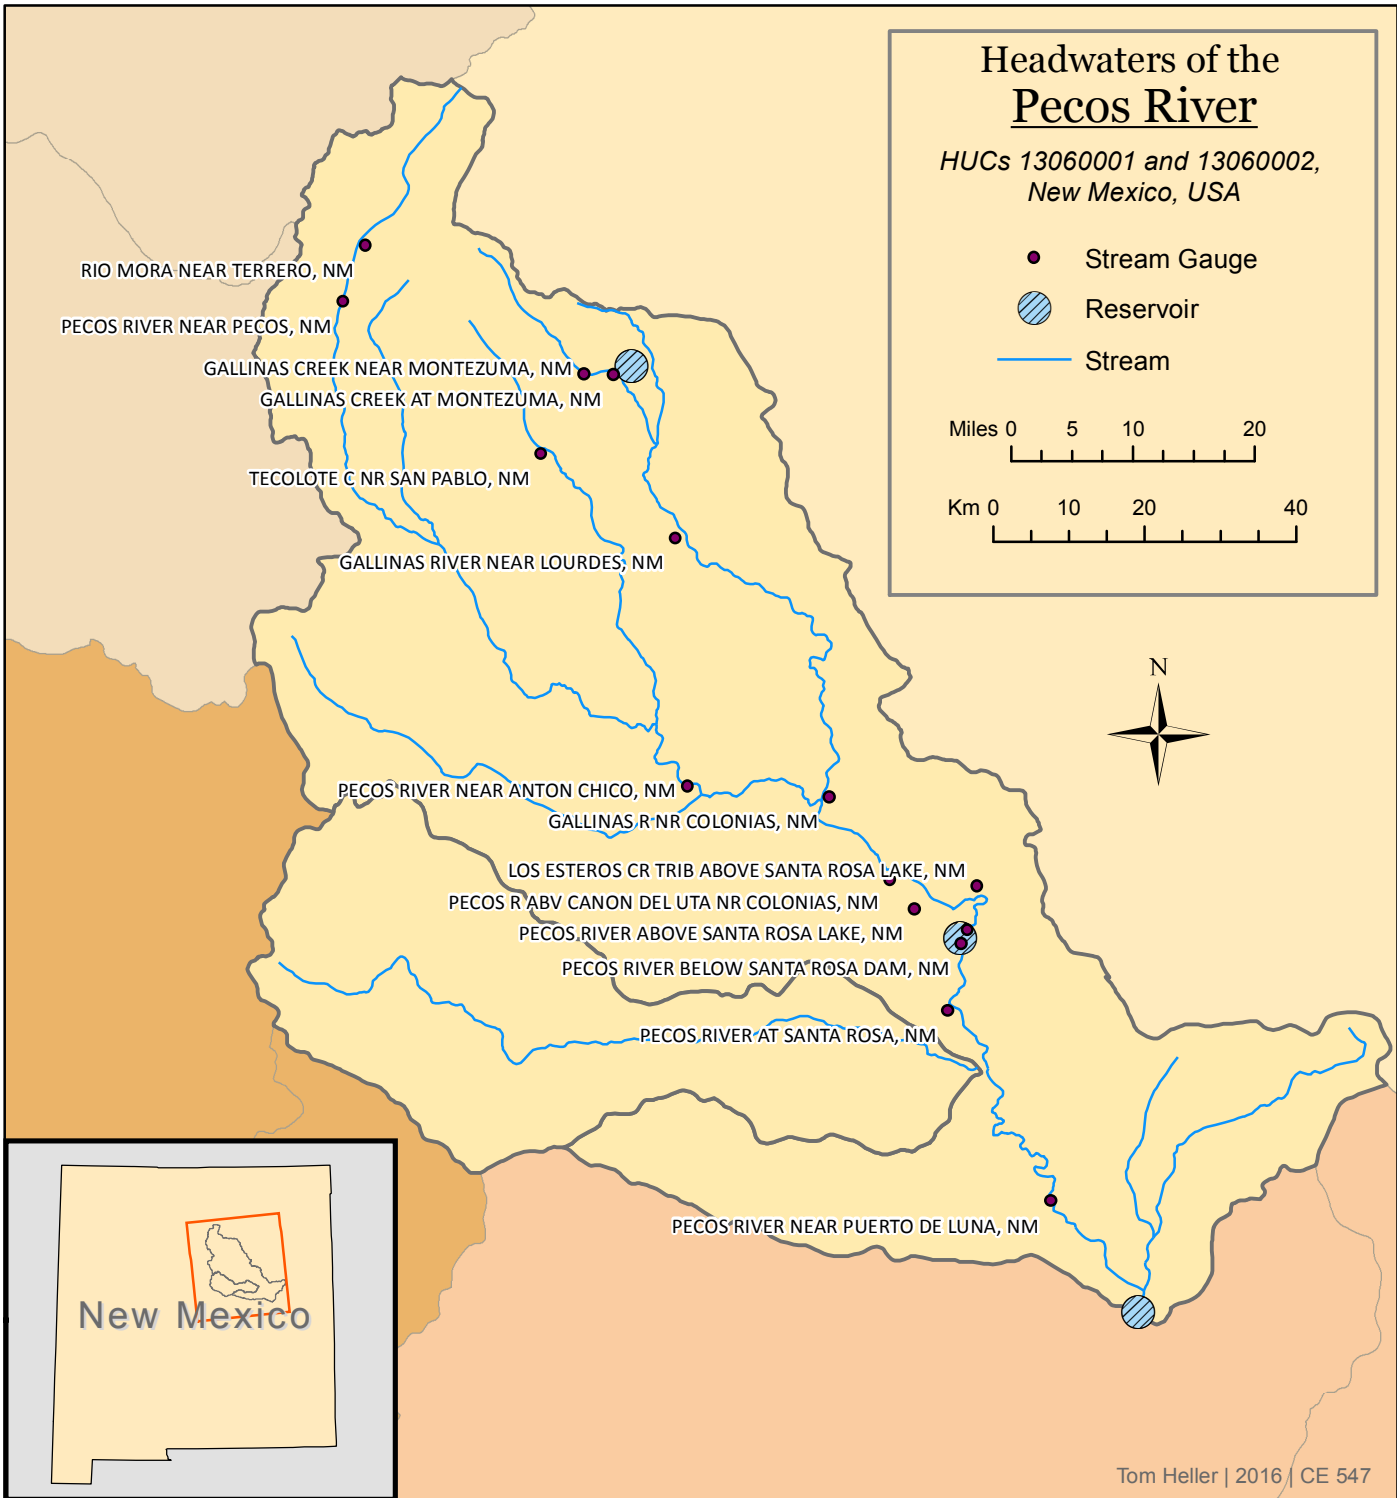 Headwaters of the
Pecos River
HUCs 13060001 and 13060002,
New Mexico, USA
Stream Gauge
Reservoir
Stream
Miles 0 5 10 20
Km 0 10 20 40
N
RIO MORA NEAR TERRERO, NM
PECOS RIVER NEAR PECOS, NM
GALLINAS CREEK NEAR MONTEZUMA, NM
GALLINAS CREEK AT MONTEZUMA, NM
TECOLOTE C NR SAN PABLO, NM
GALLINAS RIVER NEAR LOURDES, NM
PECOS RIVER NEAR ANTON CHICO, NM
GALLINAS R NR COLONIAS, NM
LOS ESTEROS CR TRIB ABOVE SANTA ROSA LAKE, NM
PECOS R ABV CANON DEL UTA NR COLONIAS, NM
PECOS RIVER ABOVE SANTA ROSA LAKE, NM
PECOS RIVER BELOW SANTA ROSA DAM, NM
PECOS RIVER AT SANTA ROSA, NM
PECOS RIVER NEAR PUERTO DE LUNA, NM
New Mexico
Tom Heller | 2016 | CE 547